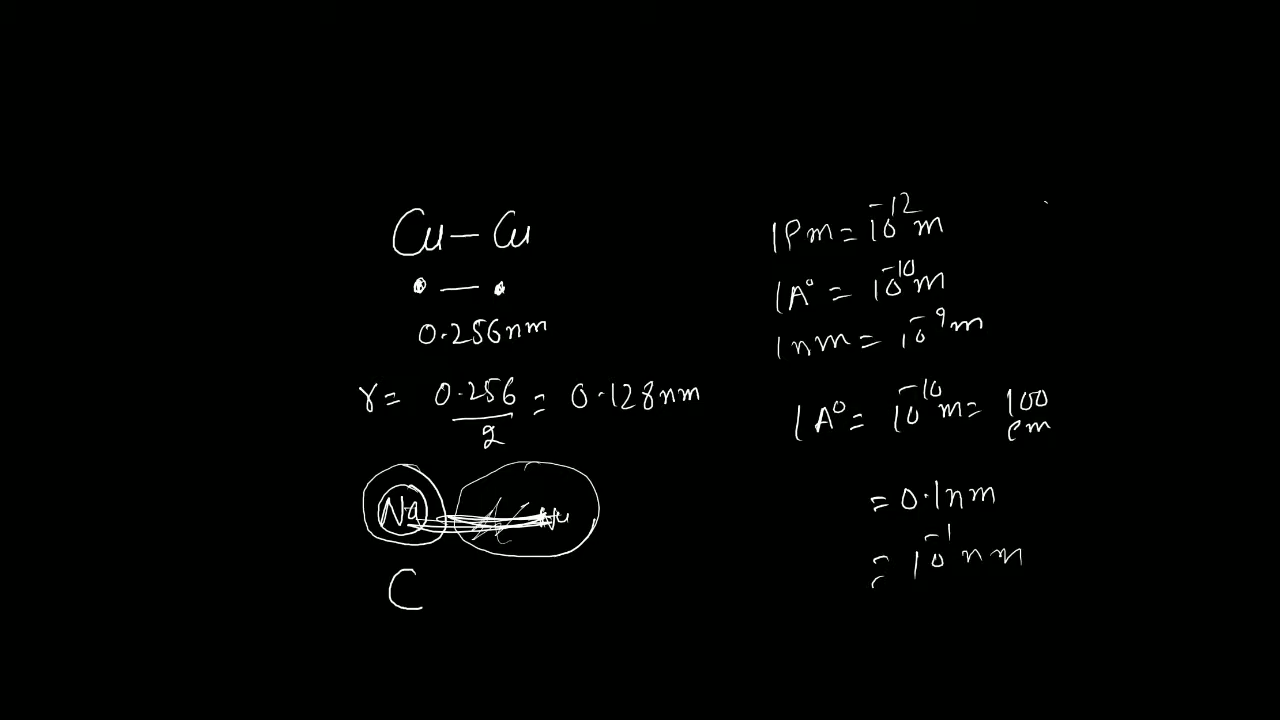 Cu – Cu
• – •
0.256nm
r = 0.256/2 = 0.128nm
Na
C
1Pm = 10⁻¹²m
1A° = 10⁻¹⁰m
1nm = 10⁻⁹m
1A° = 10⁻¹⁰m = 100 Pm
= 0.1nm
= 10⁻¹nm